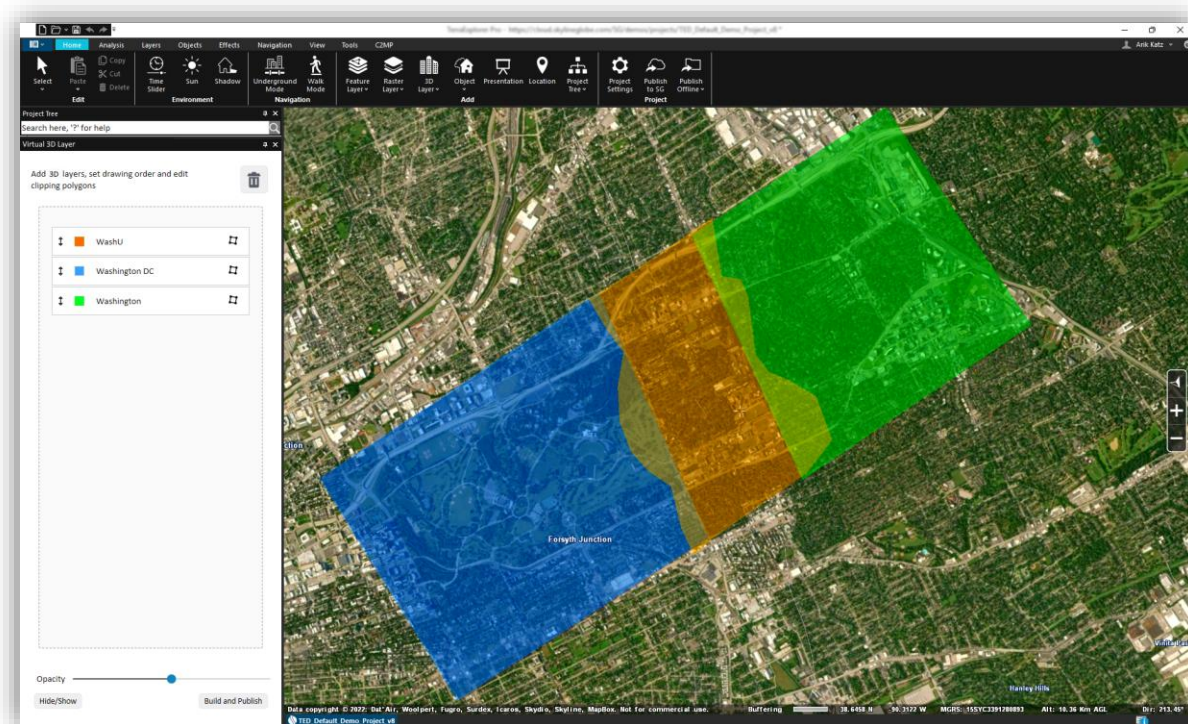 TerraExplorer Pro - https://cloud.skylineglobe.com/SG/demos/projects/TED_Default_Demo_Project_v8 *
Home Analysis Layers Objects Effects Navigation View Tools C2MP
Arik Katz
Select
Paste
Copy
Cut
Delete
Time Slider
Sun
Shadow
Underground Mode
Walk Mode
Feature Layer
Raster Layer
3D Layer
Object
Presentation
Location
Project Tree
Project Settings
Publish to SG
Publish Offline
Edit Environment Navigation Add Project
Project Tree
Search here, '?' for help
Virtual 3D Layer
Add 3D layers, set drawing order and edit
clipping polygons
WashU
Washington DC
Washington
Opacity
Hide/Show Build and Publish
Forsyth Junction
Hanley Hills
Data copyright © 2022: Dat*Air, Woolpert, Fugro, Surdex, Icaros, Skydio, Skyline, MapBox. Not for commercial use. Buffering 38.6458 N 90.3122 W MGRS: 15SYC3391280893 Alt: 10.36 Km AGL Dir: 213.45°
TED_Default_Demo_Project_v8